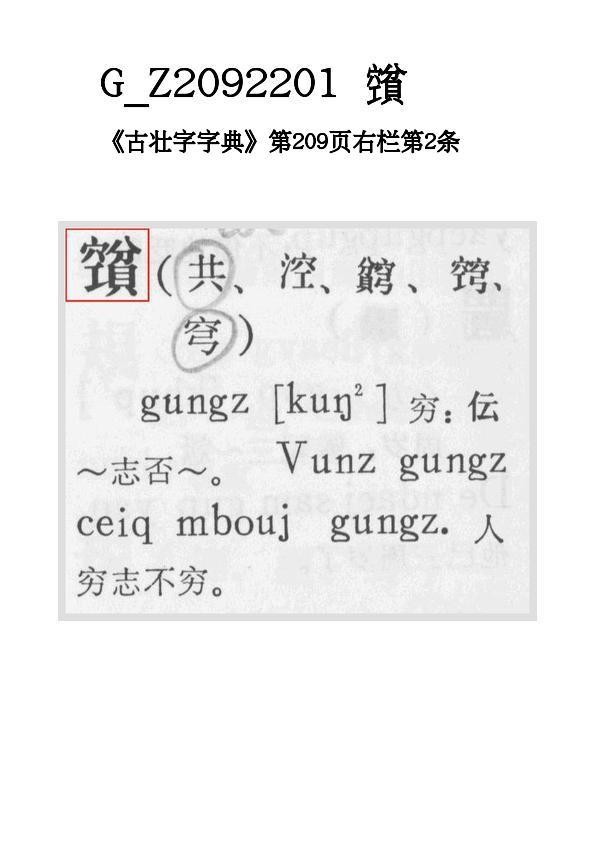 G_Z2092201
《古壮字字典》第209页右栏第2条
(共、涳、
穹)
gungz [kuŋ²] 穷：伝
～志否～。 Vunz gungz
ceiq mbouj gungz. 人
穷志不穷。